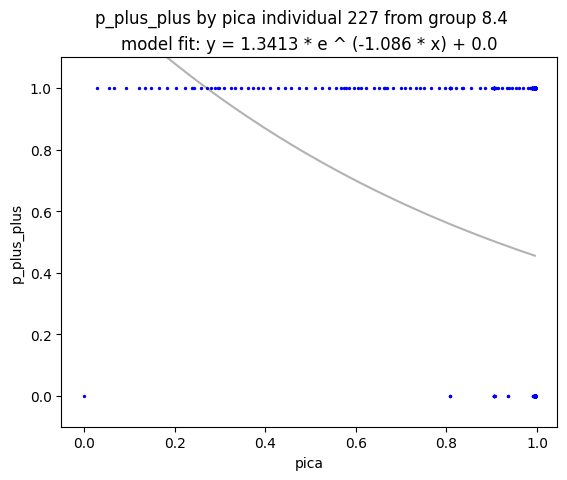 p_plus_plus by pica individual 227 from group 8.4
model fit: y = 1.3413 * e ^ (-1.086 * x) + 0.0
1.0
0.8
0.6
0.4
0.2
0.0
p_plus_plus
0.0 0.2 0.4 0.6 0.8 1.0
pica